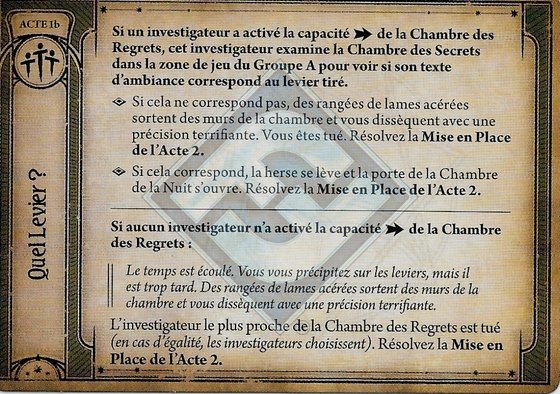 ACTE 1b
Quel Levier ?
Si un investigateur a activé la capacité de la Chambre des
Regrets, cet investigateur examine la Chambre des Secrets
dans la zone de jeu du Groupe A pour voir si son texte
d'ambiance correspond au levier tiré.
Si cela ne correspond pas, des rangées de lames acérées
sortent des murs de la chambre et vous dissèquent avec une
précision terrifiante. Vous êtes tué. Résolvez la Mise en Place
de l'Acte 2.
Si cela correspond, la herse se lève et la porte de la Chambre
de la Nuit s'ouvre. Résolvez la Mise en Place de l'Acte 2.
Si aucun investigateur n'a activé la capacité de la Chambre
des Regrets :
Le temps est écoulé. Vous vous précipitez sur les leviers, mais il
est trop tard. Des rangées de lames acérées sortent des murs de la
chambre et vous dissèquent avec une précision terrifiante.
L'investigateur le plus proche de la Chambre des Regrets est tué
(en cas d'égalité, les investigateurs choisissent). Résolvez la Mise en
Place de l'Acte 2.